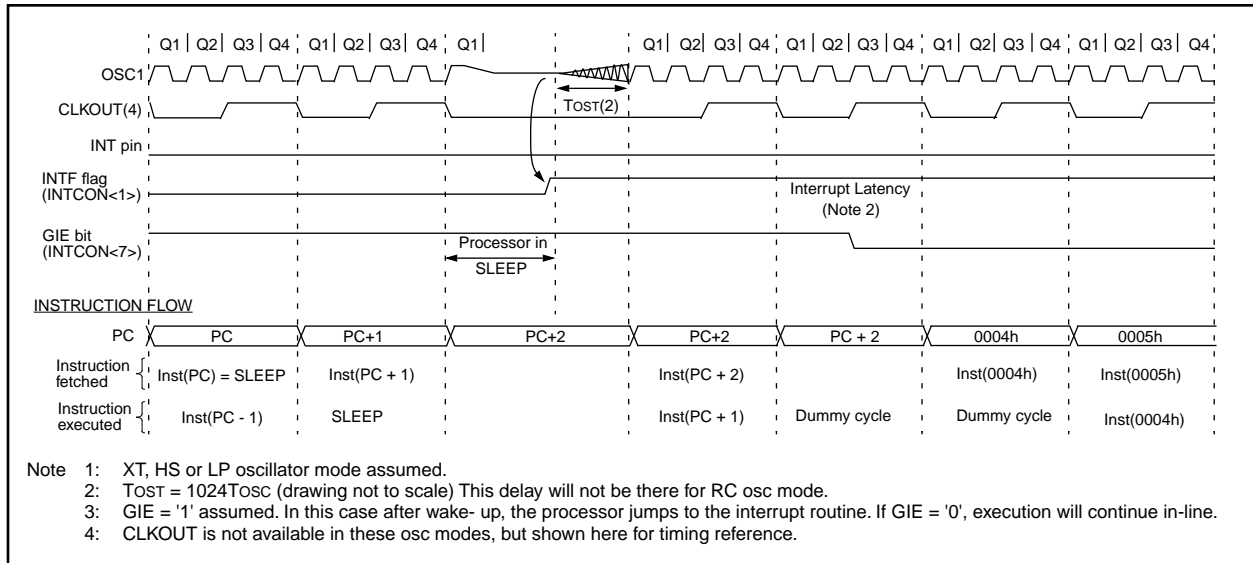 Q1 Q2 Q3 Q4 Q1 Q2 Q3 Q4 Q1 Q1 Q2 Q3 Q4 Q1 Q2 Q3 Q4 Q1 Q2 Q3 Q4 Q1 Q2 Q3 Q4
OSC1
TOST(2)
CLKOUT(4)
INT pin
INTF flag
(INTCON<1>)
Interrupt Latency
(Note 2)
GIE bit
(INTCON<7>)
Processor in
SLEEP
INSTRUCTION FLOW
PC PC PC+1 PC+2 PC+2 PC + 2 0004h 0005h
Instruction
fetched
Inst(PC) = SLEEP Inst(PC + 1) Inst(PC + 2) Inst(0004h) Inst(0005h)
Instruction
executed
Inst(PC - 1) SLEEP Inst(PC + 1) Dummy cycle Dummy cycle Inst(0004h)
Note 1: XT, HS or LP oscillator mode assumed.
2: TOST = 1024TOSC (drawing not to scale) This delay will not be there for RC osc mode.
3: GIE = '1' assumed. In this case after wake- up, the processor jumps to the interrupt routine. If GIE = '0', execution will continue in-line.
4: CLKOUT is not available in these osc modes, but shown here for timing reference.